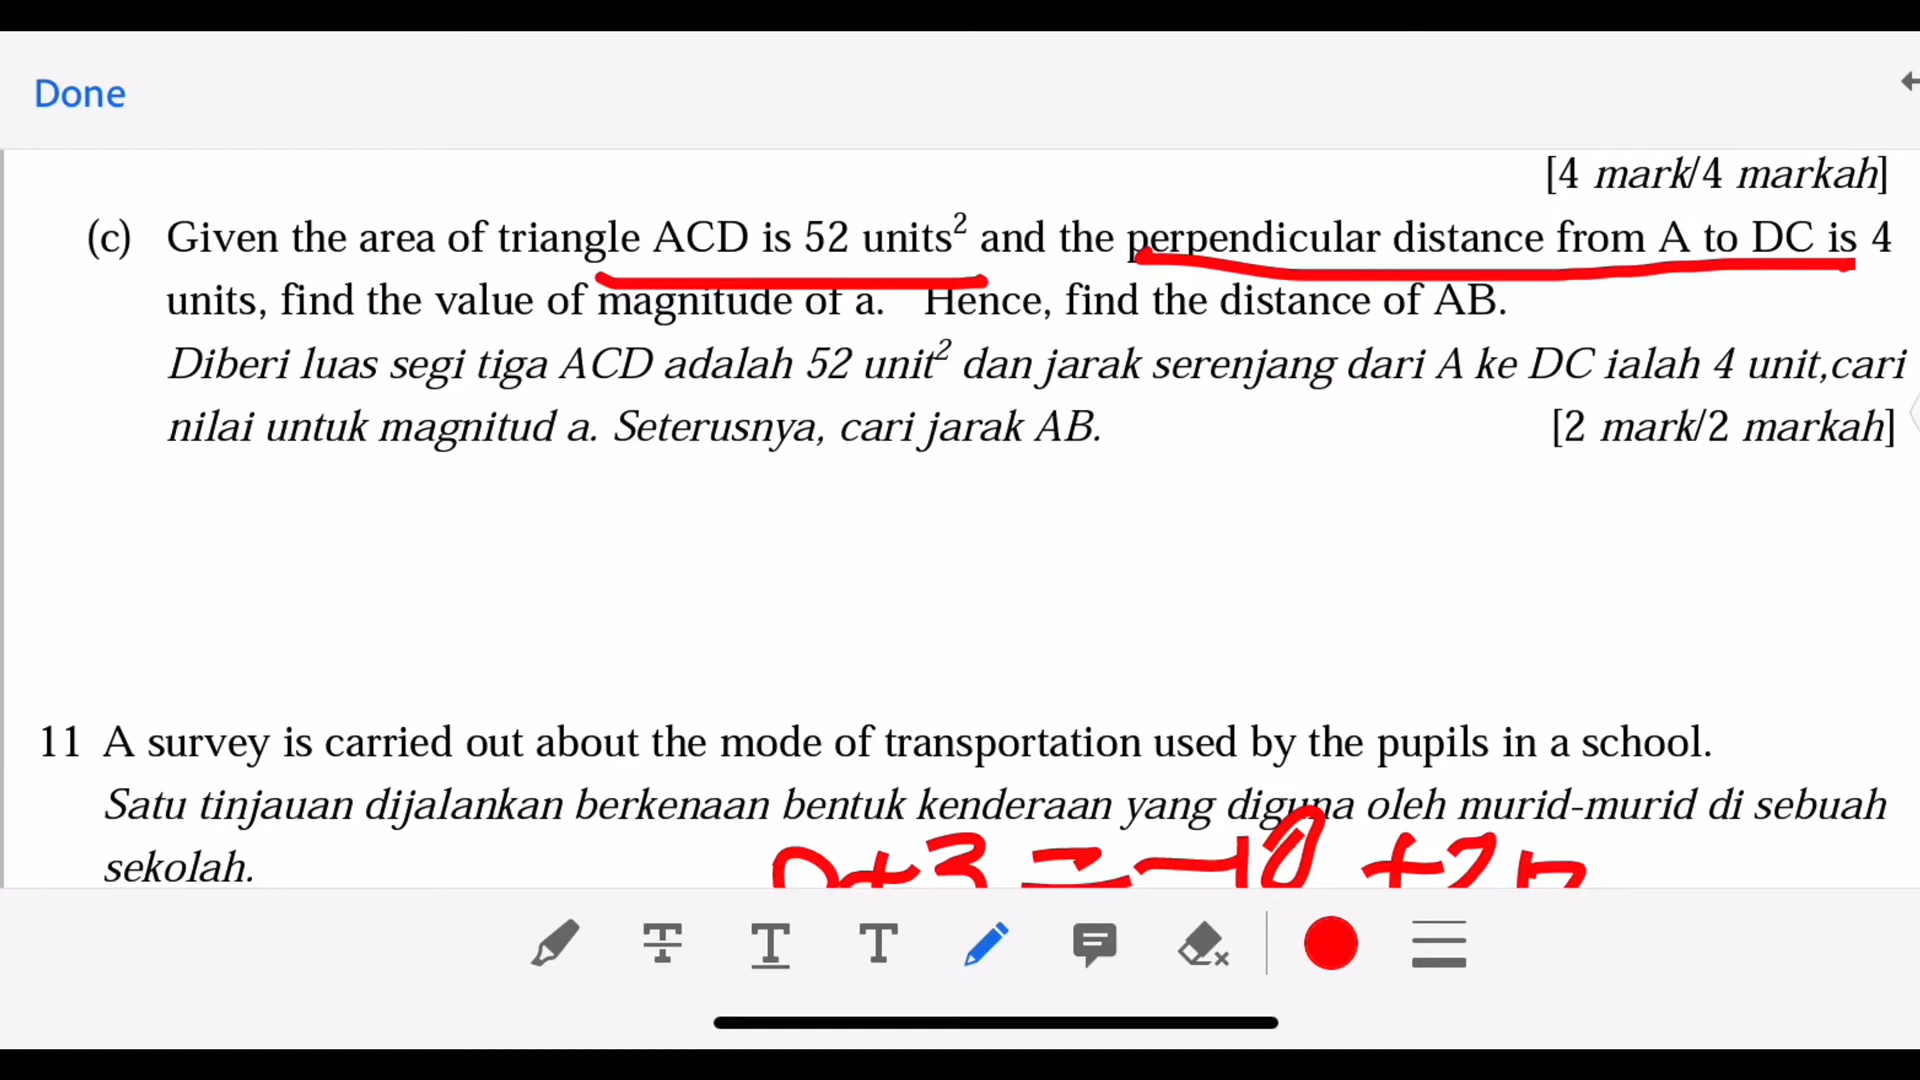 Done
[4 mark/4 markah]
(c) Given the area of triangle ACD is 52 units² and the perpendicular distance from A to DC is 4
units, find the value of magnitude of a. Hence, find the distance of AB.
Diberi luas segi tiga ACD adalah 52 unit² dan jarak serenjang dari A ke DC ialah 4 unit,cari
nilai untuk magnitud a. Seterusnya, cari jarak AB. [2 mark/2 markah]
11 A survey is carried out about the mode of transportation used by the pupils in a school.
Satu tinjauan dijalankan berkenaan bentuk kenderaan yang diguna oleh murid-murid di sebuah
sekolah.